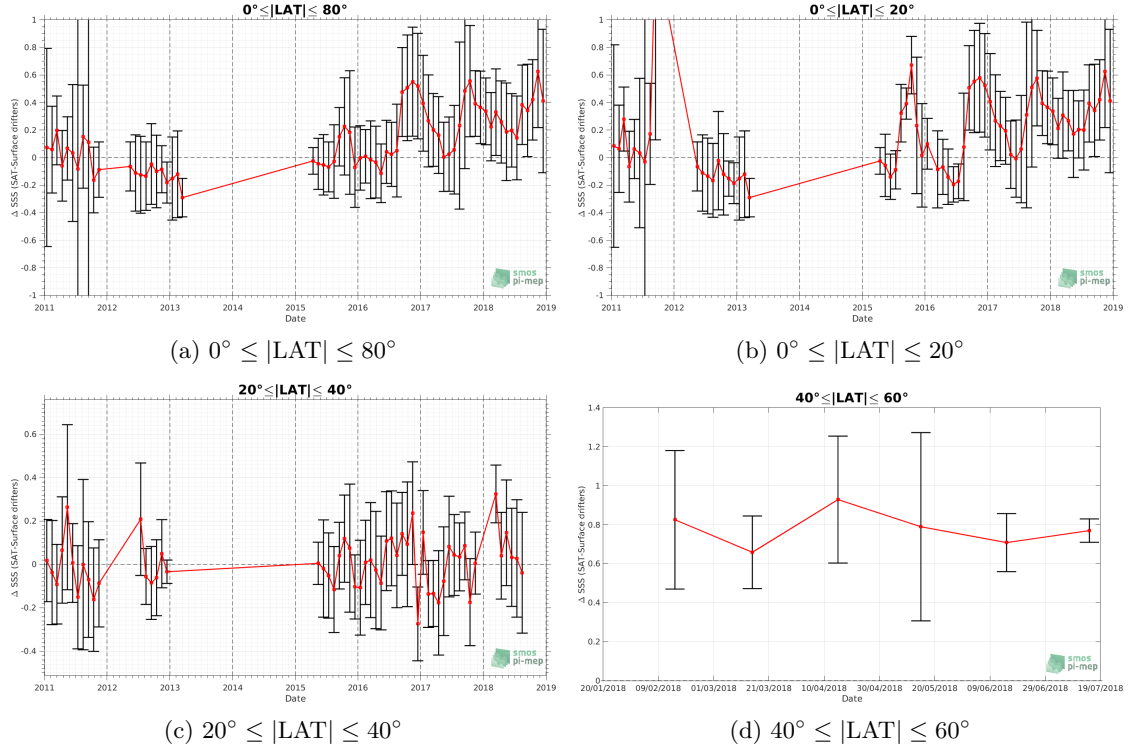 0°≤|LAT|≤ 80°
Δ SSS (SAT-Surface drifters)
1
0.8
0.6
0.4
0.2
0
-0.2
-0.4
-0.6
-0.8
-1
2011 2012 2013 2014 2015 2016 2017 2018 2019
Date
smos
pi-mep
(a) 0° ≤ |LAT| ≤ 80°
0°≤|LAT|≤ 20°
Δ SSS (SAT-Surface drifters)
1
0.8
0.6
0.4
0.2
0
-0.2
-0.4
-0.6
-0.8
-1
2011 2012 2013 2014 2015 2016 2017 2018 2019
Date
smos
pi-mep
(b) 0° ≤ |LAT| ≤ 20°
20°≤|LAT|≤ 40°
Δ SSS (SAT-Surface drifters)
0.6
0.4
0.2
0
-0.2
-0.4
2011 2012 2013 2014 2015 2016 2017 2018 2019
Date
smos
pi-mep
(c) 20° ≤ |LAT| ≤ 40°
40°≤|LAT|≤ 60°
Δ SSS (SAT-Surface drifters)
1.4
1.2
1
0.8
0.6
0.4
0.2
0
20/01/2018 09/02/2018 01/03/2018 21/03/2018 10/04/2018 30/04/2018 20/05/2018 09/06/2018 29/06/2018 19/07/2018
Date
smos
pi-mep
(d) 40° ≤ |LAT| ≤ 60°